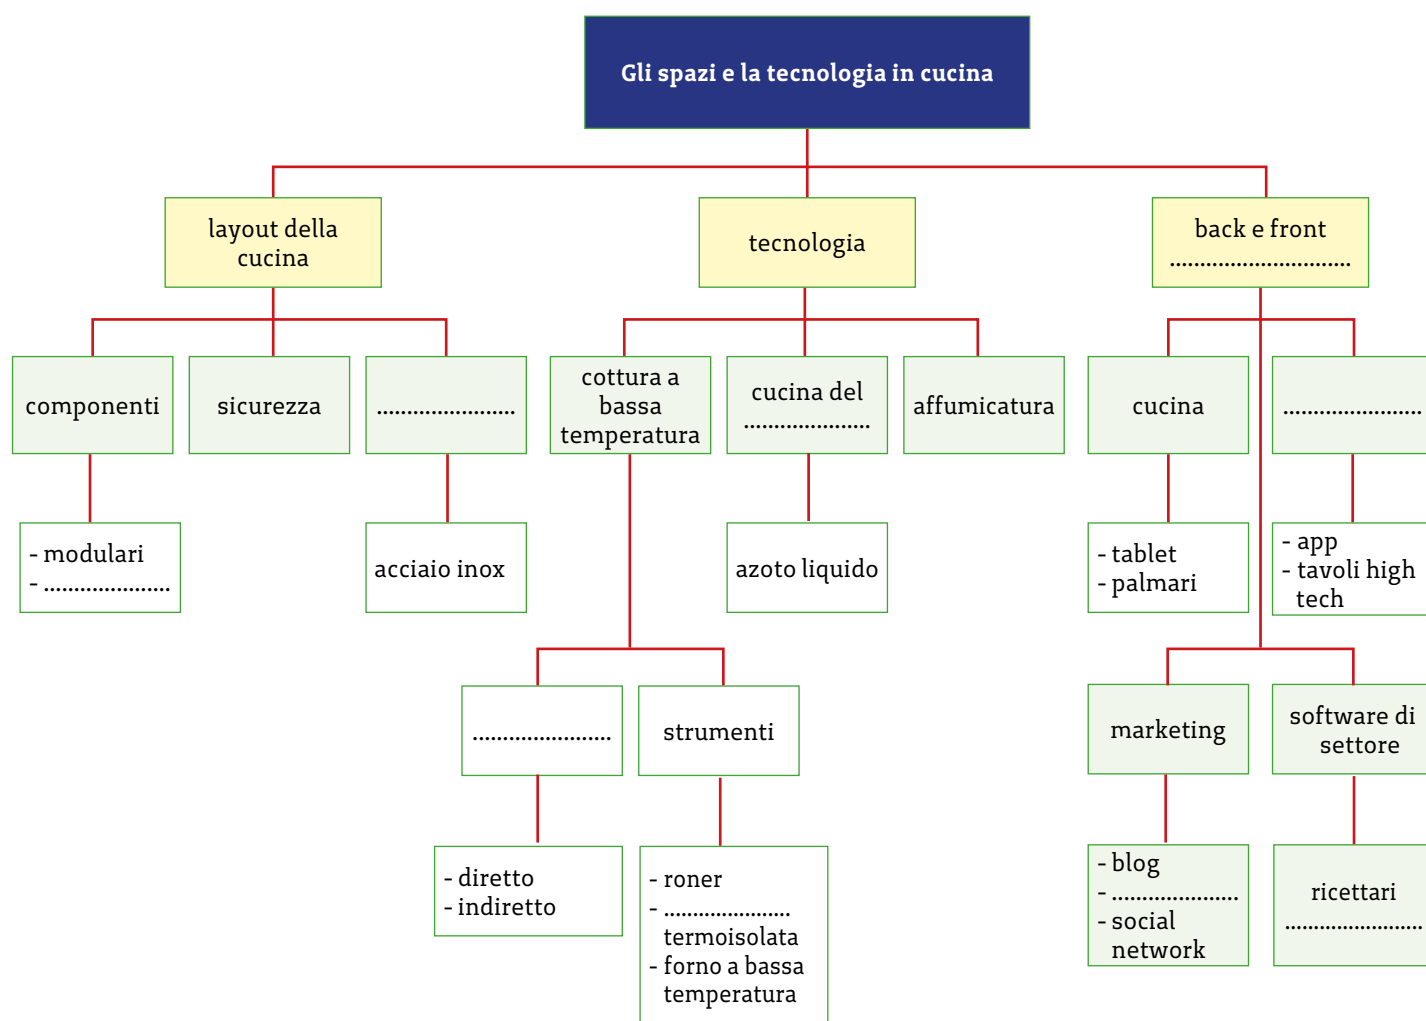 Gli spazi e la tecnologia in cucina
layout della
cucina
tecnologia
back e front
..............................
componenti
sicurezza
.......................
cottura a
bassa
temperatura
cucina del
.....................
affumicatura
cucina
.......................
- modulari
- .....................
acciaio inox
azoto liquido
- tablet
- palmari
- app
- tavoli high
tech
.......................
strumenti
marketing
software di
settore
- diretto
- indiretto
- roner
- .....................
termoisolata
- forno a bassa
temperatura
- blog
- .....................
- social
network
ricettari
.......................